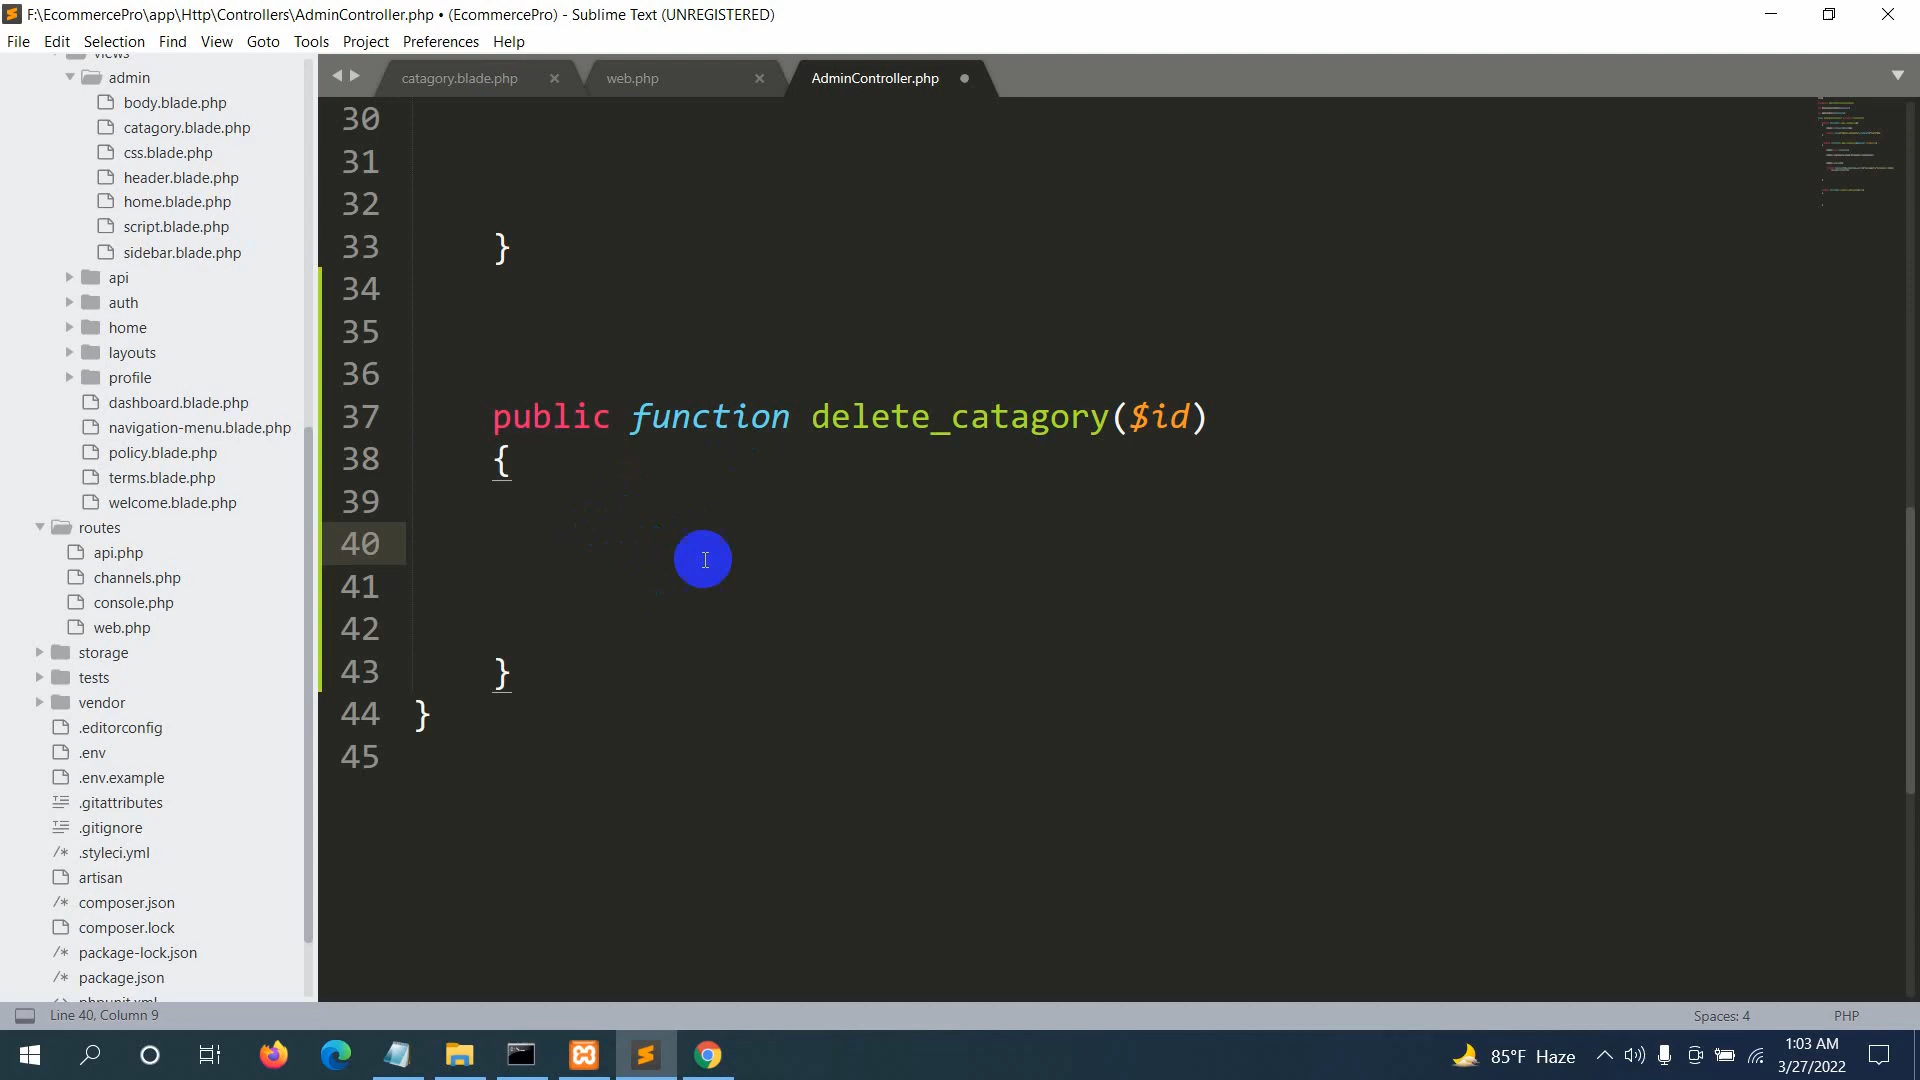 F:\EcommercePro\app\Http\Controllers\AdminController.php • (EcommercePro) - Sublime Text (UNREGISTERED)
File Edit Selection Find View Goto Tools Project Preferences Help
catagory.blade.php
web.php
AdminController.php
views
admin
body.blade.php
catagory.blade.php
css.blade.php
header.blade.php
home.blade.php
script.blade.php
sidebar.blade.php
api
auth
home
layouts
profile
dashboard.blade.php
navigation-menu.blade.php
policy.blade.php
terms.blade.php
welcome.blade.php
routes
api.php
channels.php
console.php
web.php
storage
tests
vendor
.editorconfig
.env
.env.example
.gitattributes
.gitignore
.styleci.yml
artisan
composer.json
composer.lock
package-lock.json
package.json
phpunit.xml
30
31
32
33 }
34
35
36
37 public function delete_catagory($id)
38 {
39
40
41
42
43 }
44 }
45
Line 40, Column 9
Spaces: 4
PHP
85°F Haze
1:03 AM
3/27/2022